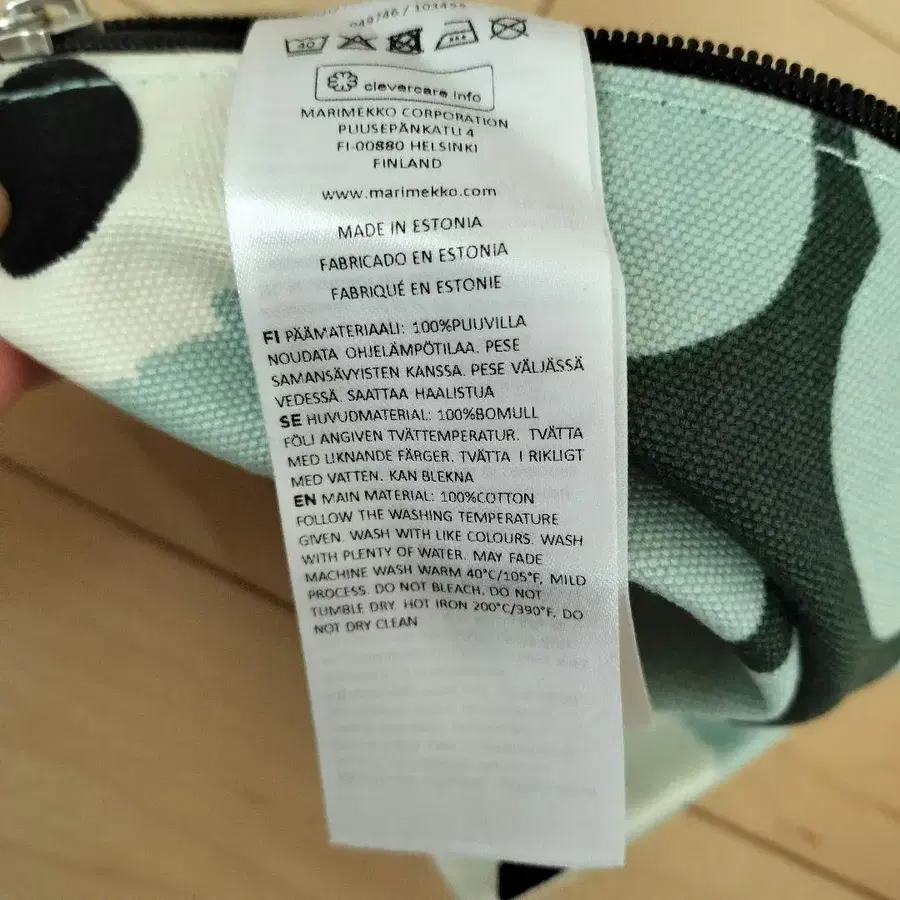 40
clevercare.info
MARIMEKKO CORPORATION
PUUSEPÄNKATU 4
FI-00880 HELSINKI
FINLAND
www.marimekko.com
MADE IN ESTONIA
FABRICADO EN ESTONIA
FABRIQUÉ EN ESTONIE
FI PÄÄMATERIAALI: 100%PUUVILLA
NOUDATA OHJELÄMPÖTILAA. PESE
SAMANSÄVYISTEN KANSSA. PESE VÄLJÄSSÄ
VEDESSÄ. SAATTAA HAALISTUA
SE HUVUDMATERIAL: 100%BOMULL
FÖLJ ANGIVEN TVÄTTEMPERATUR. TVÄTTA
MED LIKNANDE FÄRGER. TVÄTTA I RIKLIGT
MED VATTEN. KAN BLEKNA
EN MAIN MATERIAL: 100%COTTON
FOLLOW THE WASHING TEMPERATURE
GIVEN. WASH WITH LIKE COLOURS. WASH
WITH PLENTY OF WATER. MAY FADE
MACHINE WASH WARM 40°C/105°F, MILD
PROCESS. DO NOT BLEACH. DO NOT
TUMBLE DRY. HOT IRON 200°C/390°F. DO
NOT DRY CLEAN